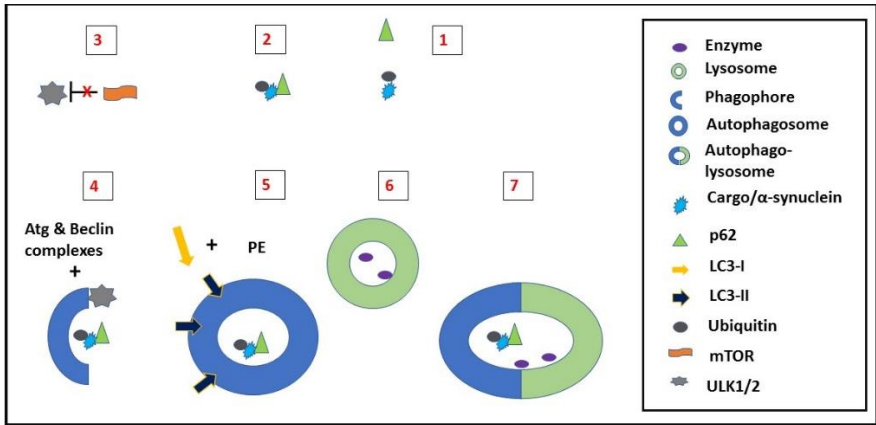 3
2
1
4
5
6
7
Atg & Beclin
complexes
+
+ PE
x
Enzyme
Lysosome
Phagophore
Autophagosome
Autophago-
lysosome
Cargo/α-synuclein
p62
LC3-I
LC3-II
Ubiquitin
mTOR
ULK1/2